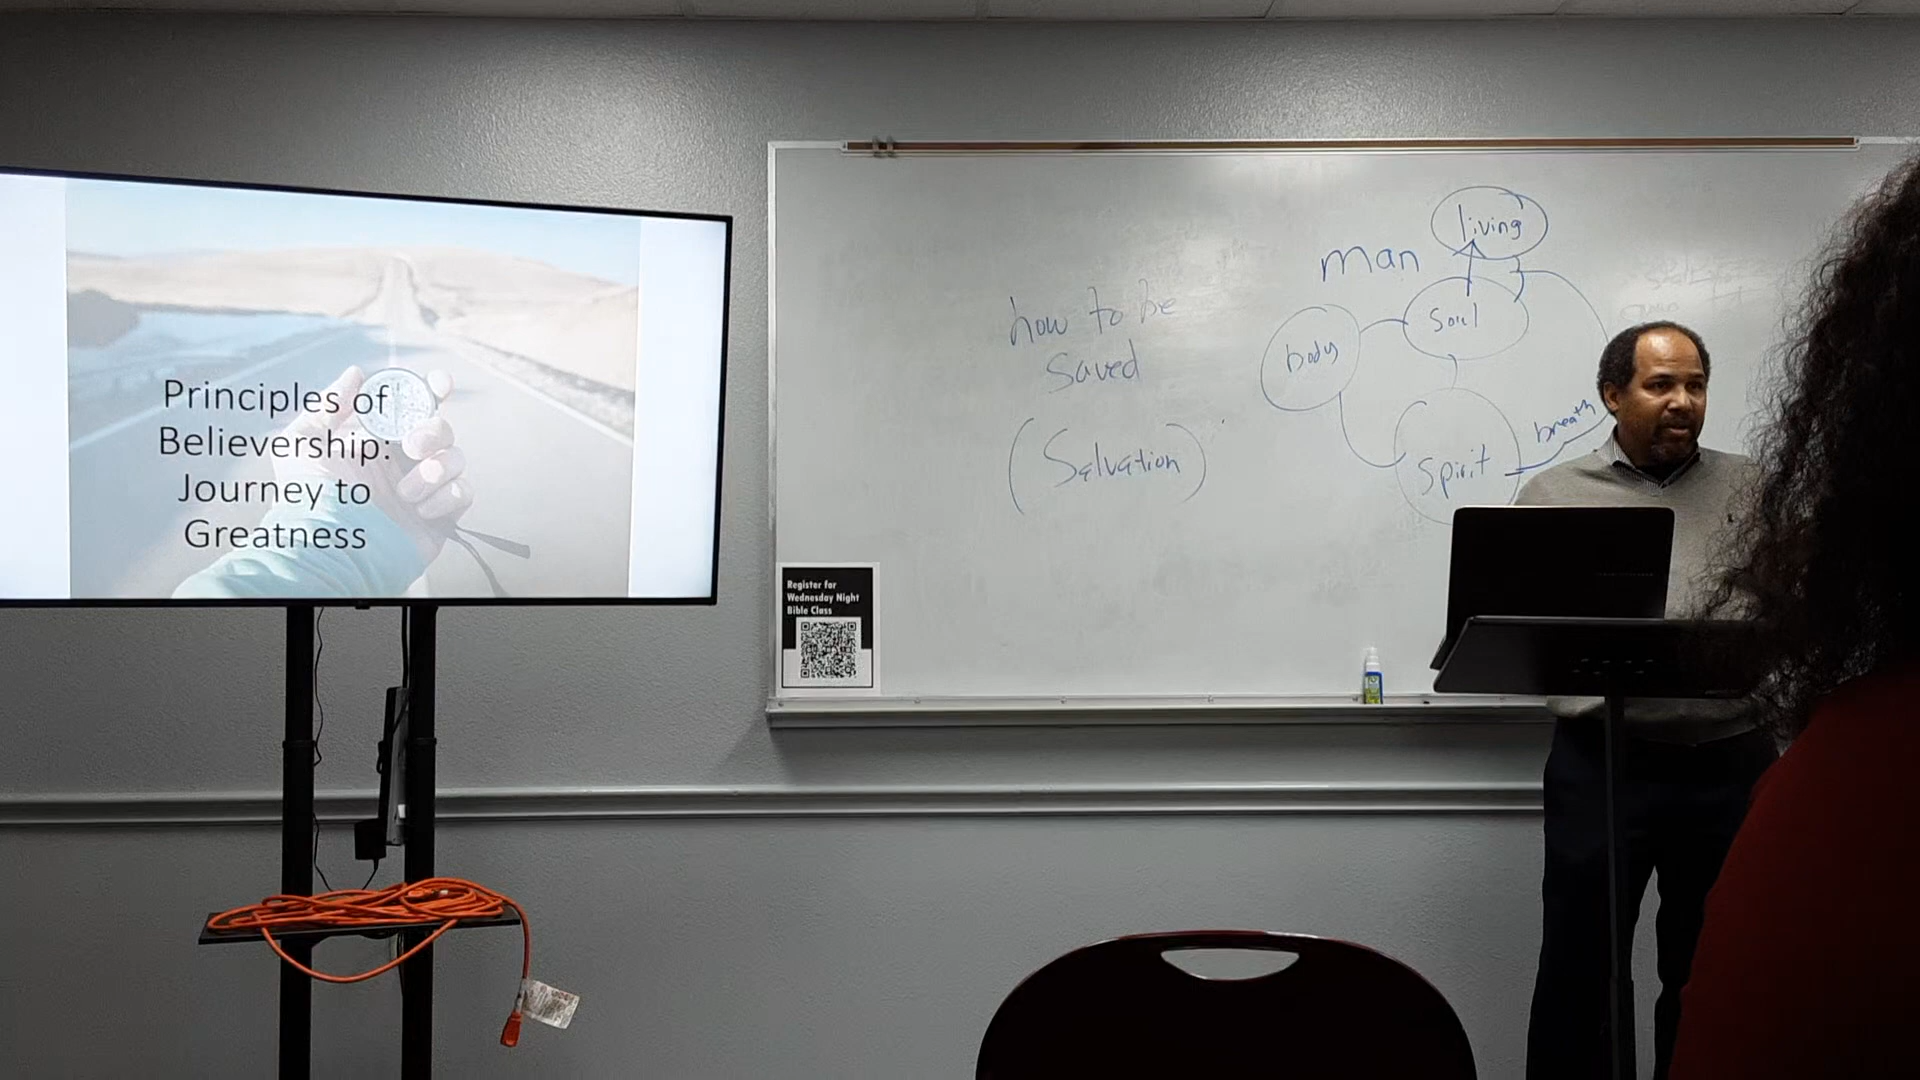 Principles of
Believership:
Journey to
Greatness
how to be
saved
(Salvation)
man
living
soul
body
spirit
breath
Register for
Wednesday Night
Bible Class